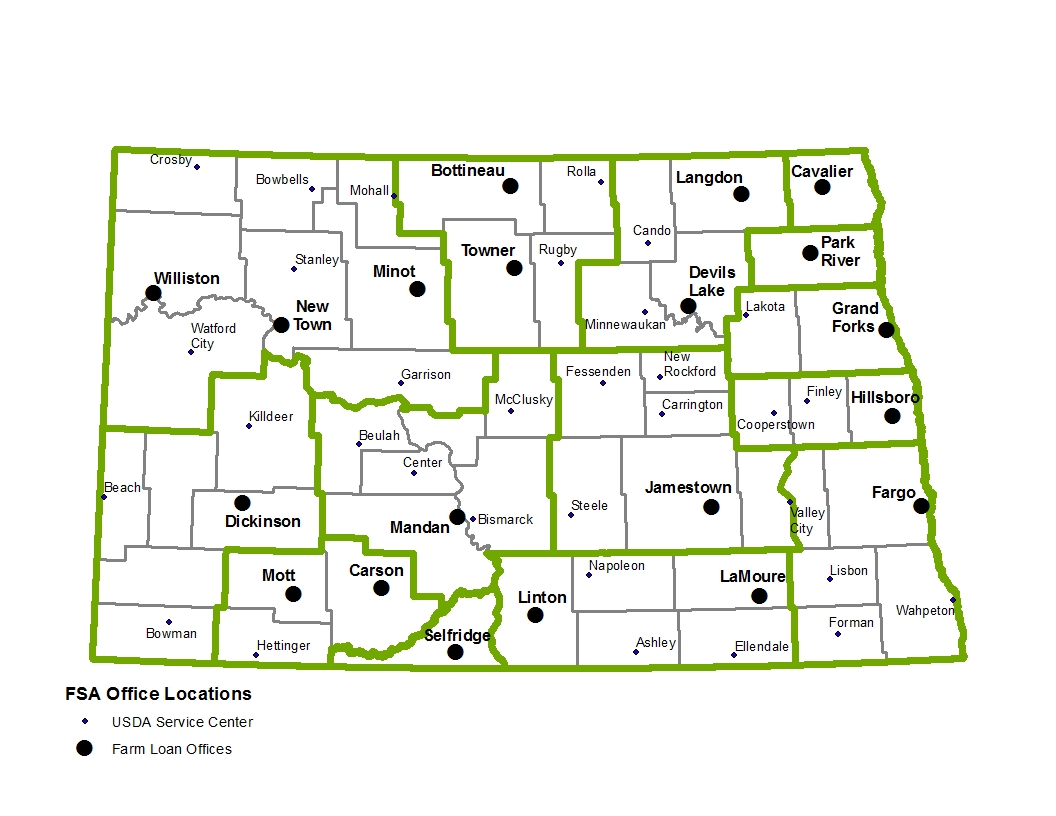 Crosby
Bowbells
Mohall
Bottineau
Rolla
Langdon
Cavalier
Cando
Park
River
Stanley
Minot
Towner
Rugby
Devils
Lake
Williston
New
Town
Watford
City
Minnewaukan
Lakota
Grand
Forks
Garrison
Fessenden
New
Rockford
Killdeer
McClusky
Carrington
Finley
Hillsboro
Cooperstown
Beulah
Center
Beach
Dickinson
Mandan
Bismarck
Steele
Jamestown
Valley
City
Fargo
Mott
Carson
Napoleon
LaMoure
Lisbon
Linton
Wahpeton
Bowman
Hettinger
Selfridge
Ashley
Ellendale
Forman
FSA Office Locations
USDA Service Center
Farm Loan Offices